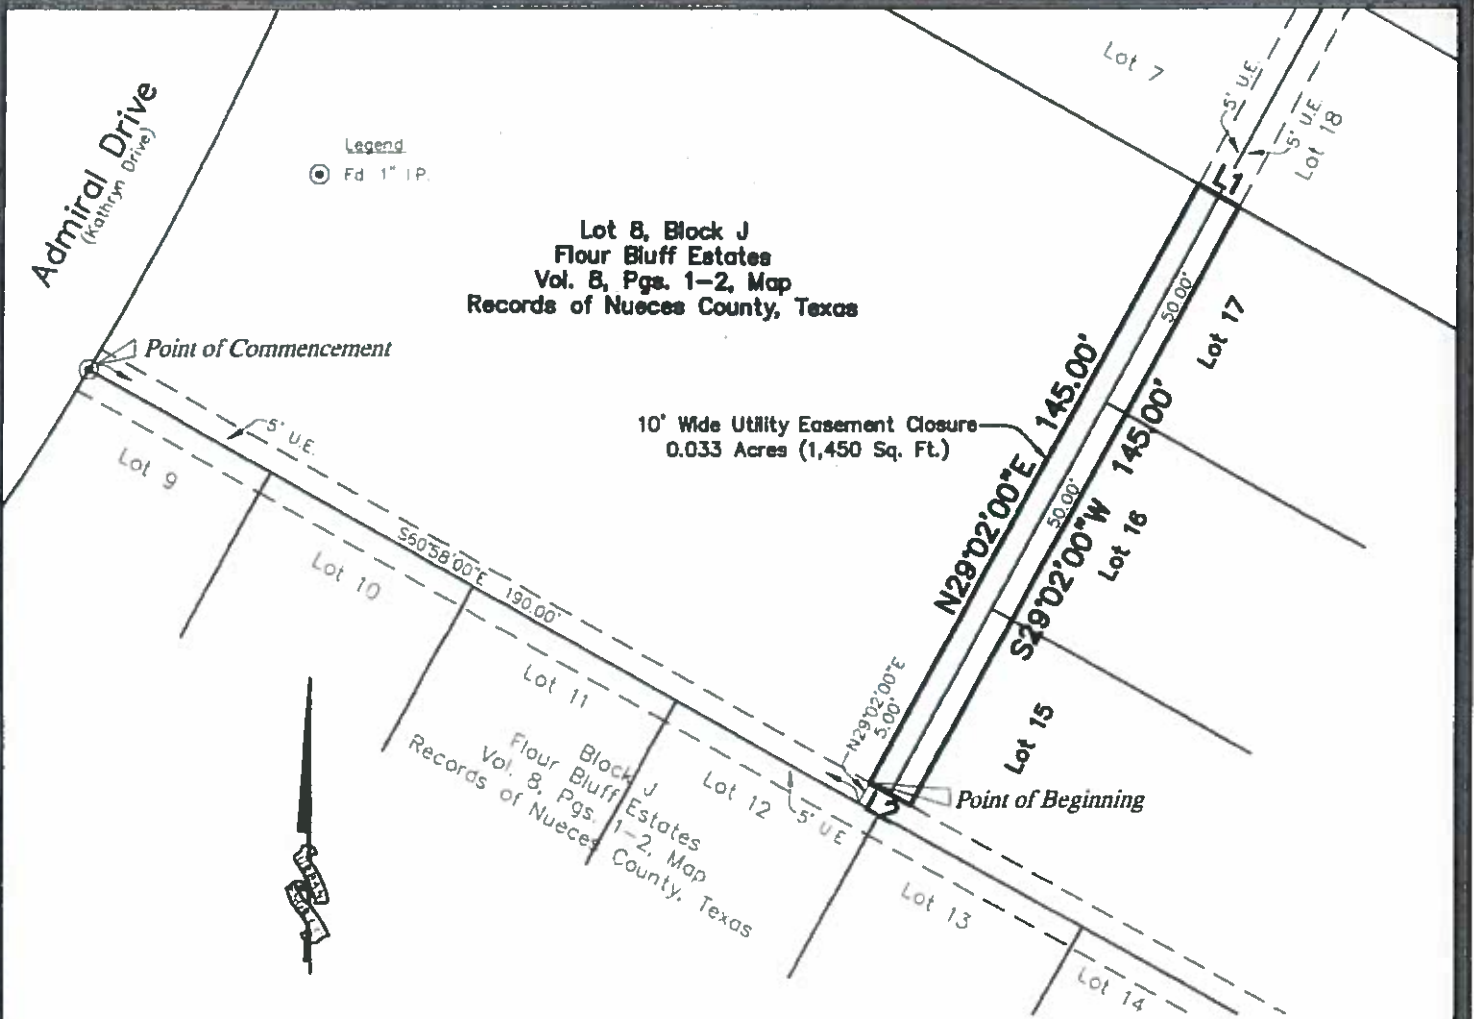 Lot 7
5' U.E.
5' U.E.
Lot 18
L1
Admiral Drive
(Kathryn Drive)
Legend
Fd 1" I.P.
Lot 8, Block J
Flour Bluff Estates
Vol. 8, Pgs. 1-2, Map
Records of Nueces County, Texas
Point of Commencement
5' U.E.
Lot 9
Lot 10
S60°58'00"E 190.00'
Lot 11
Lot 12
5' U.E
Block J
Flour Bluff Estates
Vol. 8, Pgs. 1-2, Map
Records of Nueces County, Texas
10' Wide Utility Easement Closure
0.033 Acres (1,450 Sq. Ft.)
N29°02'00"E 145.00'
50.00'
50.00'
S29°02'00"W 145.00'
Lot 17
Lot 16
Lot 15
N29°02'00"E
5.00'
Point of Beginning
Lot 13
Lot 14